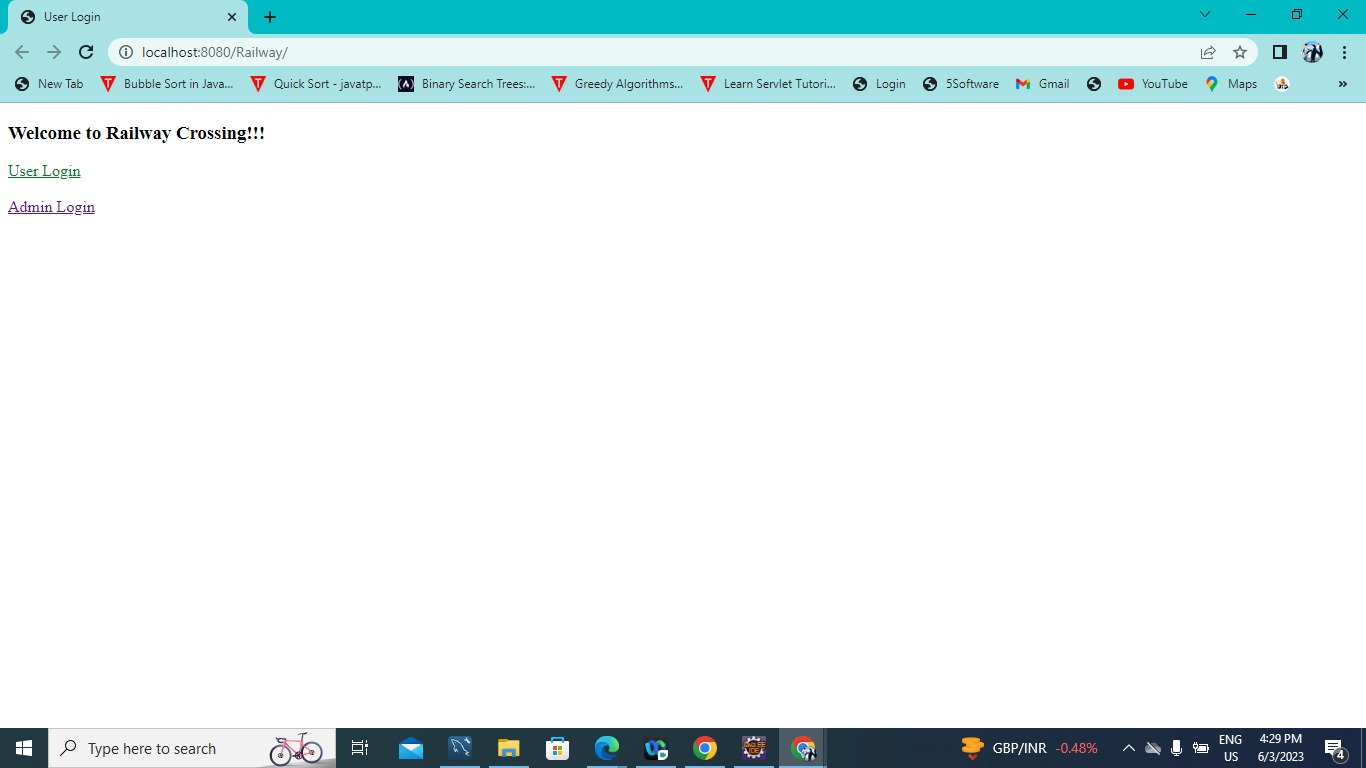 User Login
localhost:8080/Railway/
New Tab Bubble Sort in Java... Quick Sort - javatp... Binary Search Trees:... Greedy Algorithms... Learn Servlet Tutori... Login 5Software Gmail YouTube Maps »
Welcome to Railway Crossing!!!
User Login
Admin Login
Type here to search GBP/INR -0.48% ENG 4:29 PM
US 6/3/2023 4